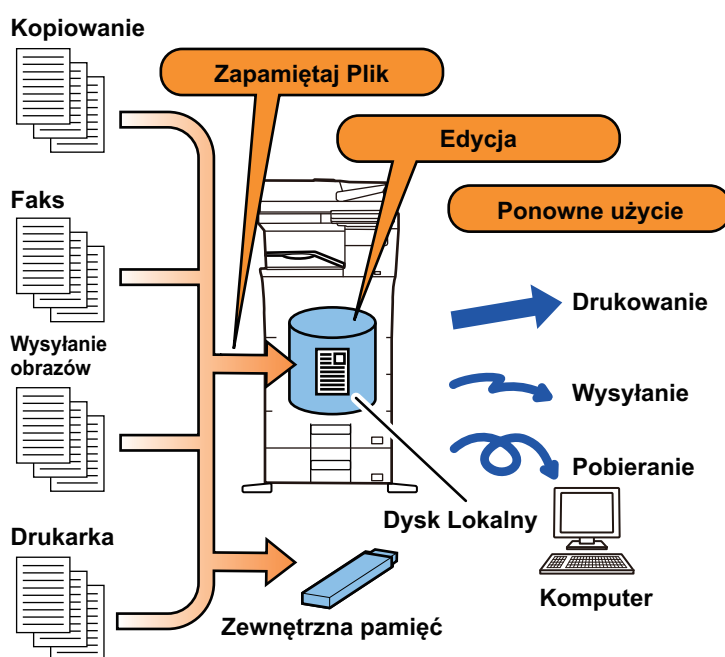 Kopiowanie
Zapamiętaj Plik
Edycja
Faks
Ponowne użycie
Drukowanie
Wysyłanie
obrazów
Wysyłanie
Pobieranie
Dysk Lokalny
Drukarka
Komputer
Zewnętrzna pamięć